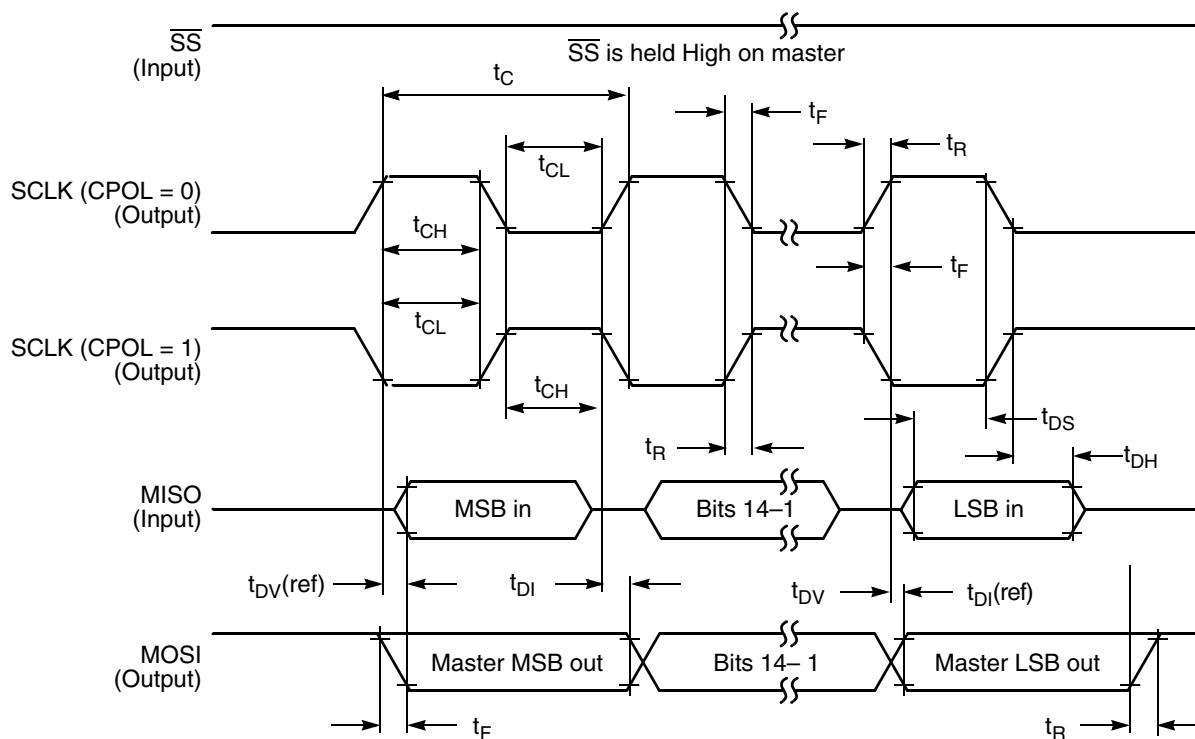 SS
(Input)
SS is held High on master
tC
tF
tR
tCL
SCLK (CPOL = 0)
(Output)
tCH
tF
tCL
SCLK (CPOL = 1)
(Output)
tCH
tDS
tR
tDH
MISO
(Input)
MSB in
Bits 14–1
LSB in
tDV(ref)
tDI
tDV
tDI(ref)
MOSI
(Output)
Master MSB out
Bits 14– 1
Master LSB out
tF
tR